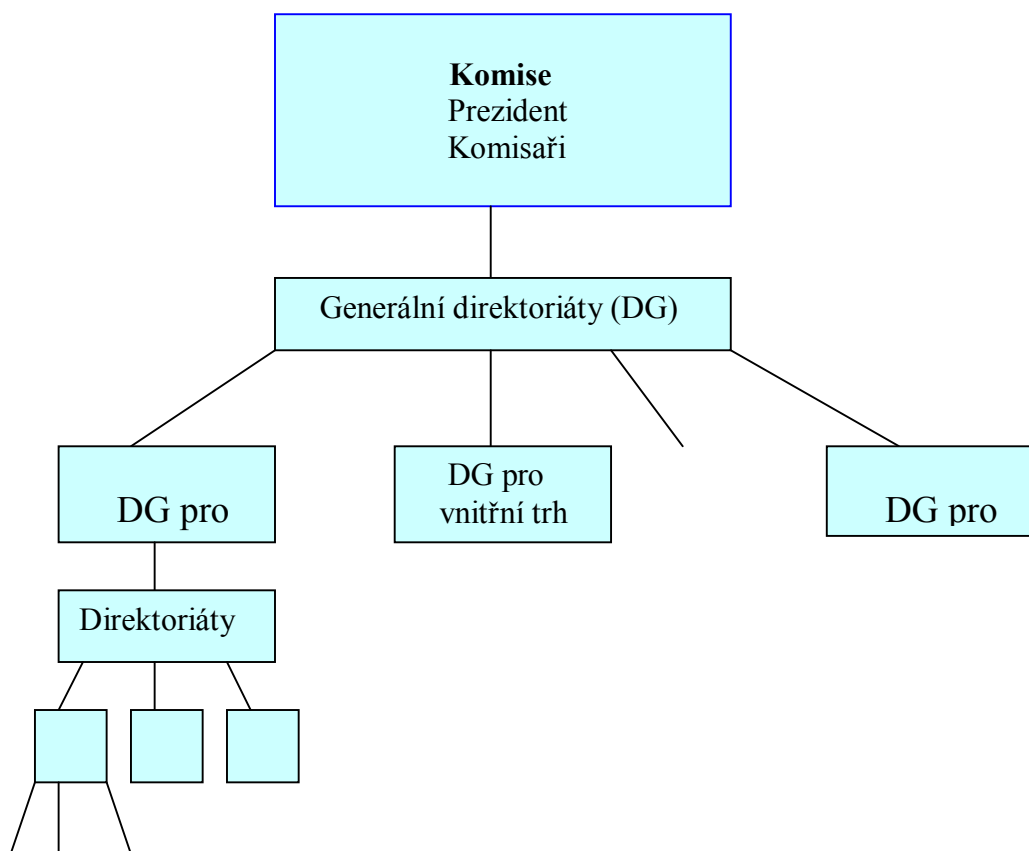 Komise
Prezident
Komisaři
Generální direktoriáty (DG)
DG pro
DG pro
vnitřní trh
DG pro
Direktoriáty